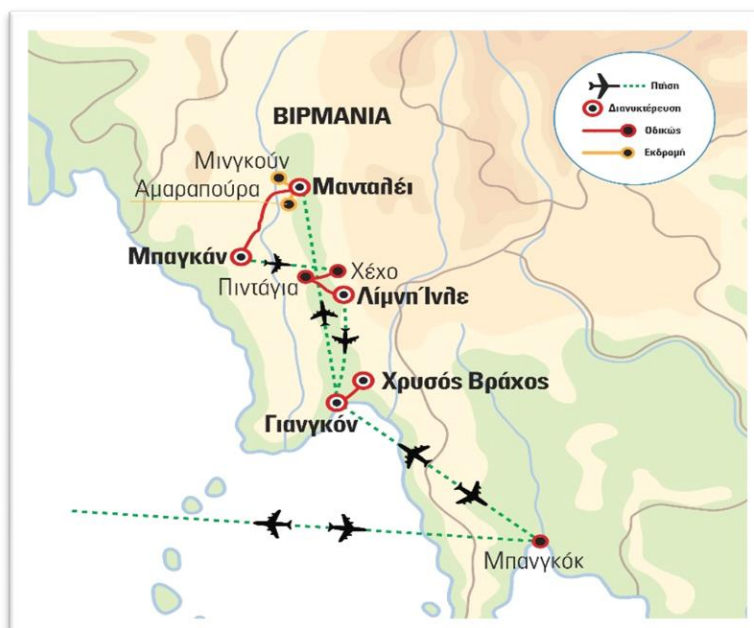 Πτήση
Διανυκτέρευση
Οδικώς
Εκδρομή
ΒΙΡΜΑΝΙΑ
Μινγκούν
Αμαραπούρα
Μανταλέι
Μπαγκάν
Χέχο
Πιντάγια
Λίμνη Ίνλε
Χρυσός Βράχος
Γιανγκόν
Μπανγκόκ